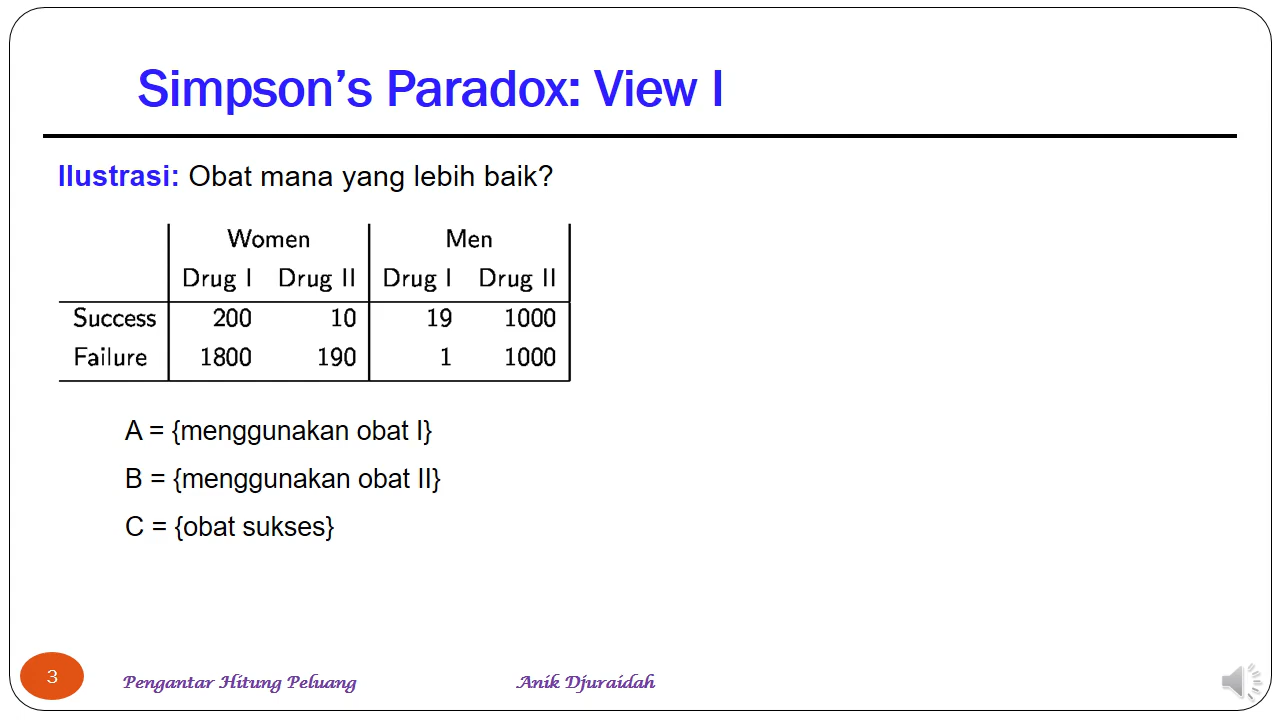 Simpson's Paradox: View I
Ilustrasi: Obat mana yang lebih baik?
Women Men
Drug I Drug II Drug I Drug II
Success 200 10 19 1000
Failure 1800 190 1 1000
A = {menggunakan obat I}
B = {menggunakan obat II}
C = {obat sukses}
3 Pengantar Hitung Peluang Anik Djuraidah